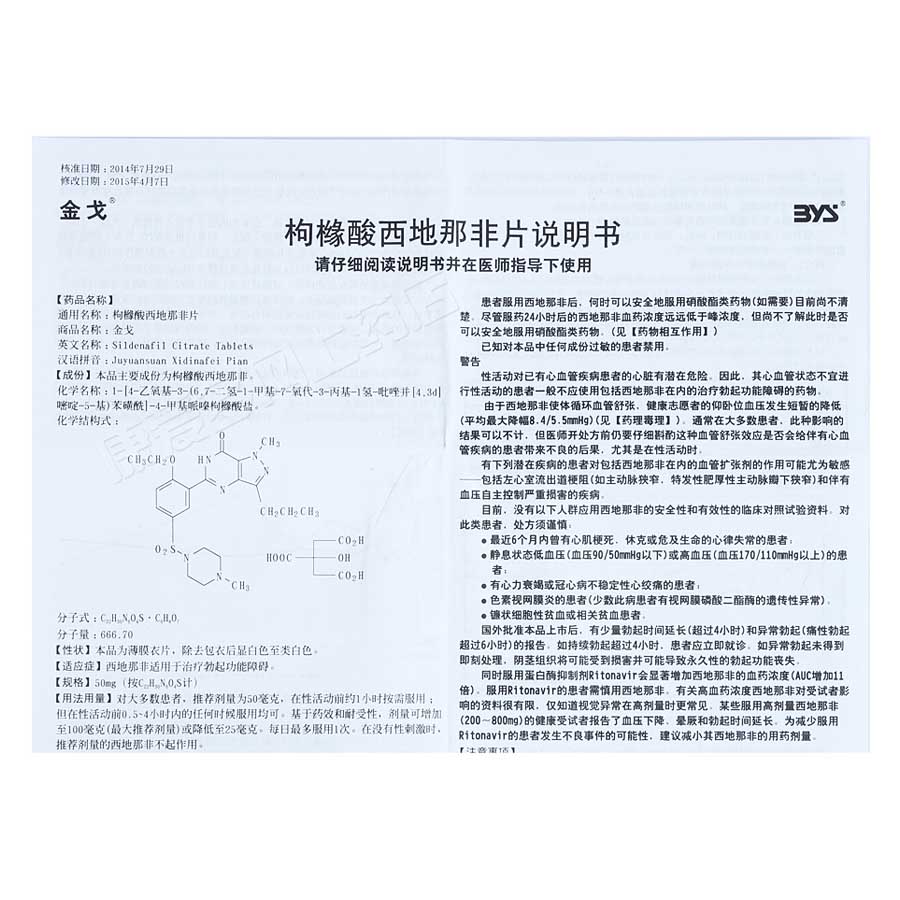 核准日期：2014年7月29日
修改日期：2015年4月7日
金戈®
BYS®
枸橼酸西地那非片说明书
请仔细阅读说明书并在医师指导下使用
【药品名称】
通用名称：枸橼酸西地那非片
商品名称：金戈
英文名称：Sildenafil Citrate Tablets
汉语拼音：Juyuansuan Xidinafei Pian
【成份】本品主要成份为枸橼酸西地那非。
化学名称：1-[4-乙氧基-3-(6,7-二氢-1-甲基-7-氧代-3-丙基-1氢-吡唑并[4.3d]
嘧啶-5-基)苯磺酰]-4-甲基哌嗪枸橼酸盐。
化学结构式：
O
CH₃
CH₃CH₂O
HN
N
N
N
CH₂CH₂CH₃
O₂S
N
N
CH₃
CO₂H
HOOC
OH
CO₂H
分子式：C₂₂H₃₀N₆O₄S·C₆H₈O₇
分子量：666.70
【性状】本品为薄膜衣片，除去包衣后显白色至类白色。
【适应症】西地那非适用于治疗勃起功能障碍。
【规格】50mg（按C₂₂H₃₀N₆O₄S计）
【用法用量】对大多数患者，推荐剂量为50毫克，在性活动前约1小时按需服用；
但在性活动前0.5-4小时内的任何时候服用均可。基于药效和耐受性，剂量可增加
至100毫克(最大推荐剂量)或降低至25毫克。每日最多服用1次。在没有性刺激时，
推荐剂量的西地那非不起作用。
患者服用西地那非后，何时可以安全地服用硝酸酯类药物(如需要)目前尚不清
楚。尽管服药24小时后的西地那非血药浓度远远低于峰浓度，但尚不了解此时是否
可以安全地服用硝酸酯类药物。（见【药物相互作用】）
已知对本品中任何成份过敏的患者禁用。
警告
性活动对已有心血管疾病患者的心脏有潜在危险。因此，其心血管状态不宜进
行性活动的患者一般不应使用包括西地那非在内的治疗勃起功能障碍的药物。
由于西地那非使体循环血管舒张，健康志愿者的仰卧位血压发生短暂的降低
(平均最大降幅8.4/5.5mmHg)(见【药理毒理】)。通常在大多数患者，此种影响的
结果可以不计，但医师开处方前仍要仔细斟酌这种血管舒张效应是否会给伴有心血
管疾病的患者带来不良的后果，尤其是在性活动时。
有下列潜在疾病的患者对包括西地那非在内的血管扩张剂的作用可能尤为敏感
——包括左心室流出道梗阻(如主动脉狭窄，特发性肥厚性主动脉瓣下狭窄)和伴有
血压自主控制严重损害的疾病。
目前，没有以下人群应用西地那非的安全性和有效性的临床对照试验资料。对
此类患者，处方须谨慎：
● 最近6个月内曾有心肌梗死，休克或危及生命的心律失常的患者；
● 静息状态低血压(血压90/50mmHg以下)或高血压(血压170/110mmHg以上)的患
者；
● 有心力衰竭或冠心病不稳定性心绞痛的患者；
● 色素视网膜炎的患者(少数此病患者有视网膜磷酸二酯酶的遗传性异常)。
● 镰状细胞性贫血或相关贫血患者。
国外批准本品上市后，有少量勃起时间延长(超过4小时)和异常勃起(痛性勃起
超过6小时)的报告。如持续勃起超过4小时，患者应立即就诊。如异常勃起未得到
即刻处理，阴茎组织将可能受到损害并可能导致永久性的勃起功能丧失。
同时服用蛋白酶抑制剂Ritonavir会显著增加西地那非的血药浓度(AUC增加11
倍)。服用Ritonavir的患者需慎用西地那非。有关高血药浓度西地那非对受试者影
响的资料很有限，仅知道视觉异常在高剂量时更常见。某些服用高剂量西地那非
(200～800mg)的健康受试者报告了血压下降，晕厥和勃起时间延长。为减少服用
Ritonavir的患者发生不良事件的可能性，建议减小其西地那非的用药剂量。
【注意事项】